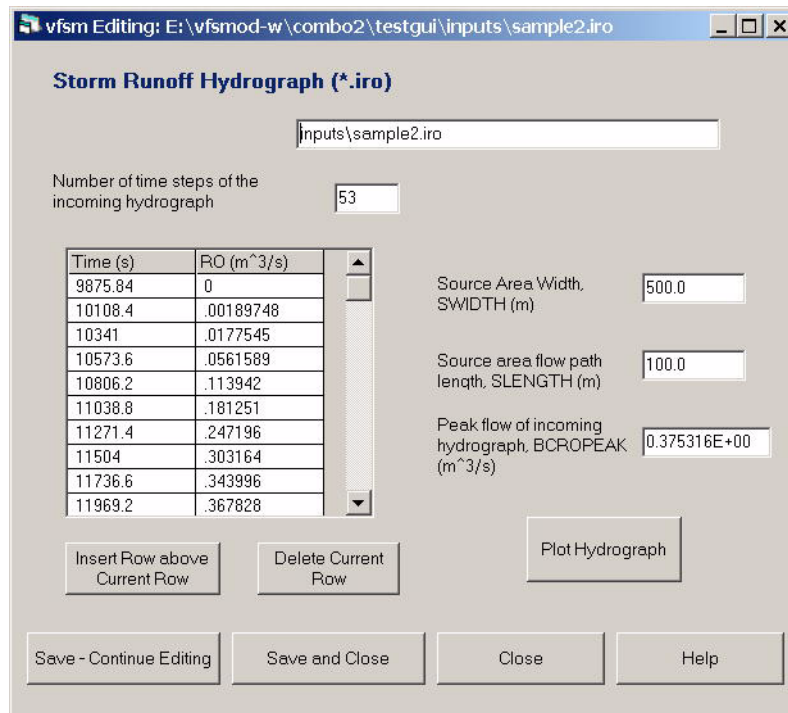 vfsm Editing: E:\vfsmod-w\combo2\testgui\inputs\sample2.iro
Storm Runoff Hydrograph (*.iro)
inputs\sample2.iro
Number of time steps of the
incoming hydrograph
53
Time (s) RO (m^3/s)
9875.84 0
10108.4 .00189748
10341 .0177545
10573.6 .0561589
10806.2 .113942
11038.8 .181251
11271.4 .247196
11504 .303164
11736.6 .343996
11969.2 .367828
Source Area Width,
SWIDTH (m)
500.0
Source area flow path
length, SLENGTH (m)
100.0
Peak flow of incoming
hydrograph, BCROPEAK
(m^3/s)
0.375316E+00
Insert Row above
Current Row
Delete Current
Row
Plot Hydrograph
Save - Continue Editing
Save and Close
Close
Help